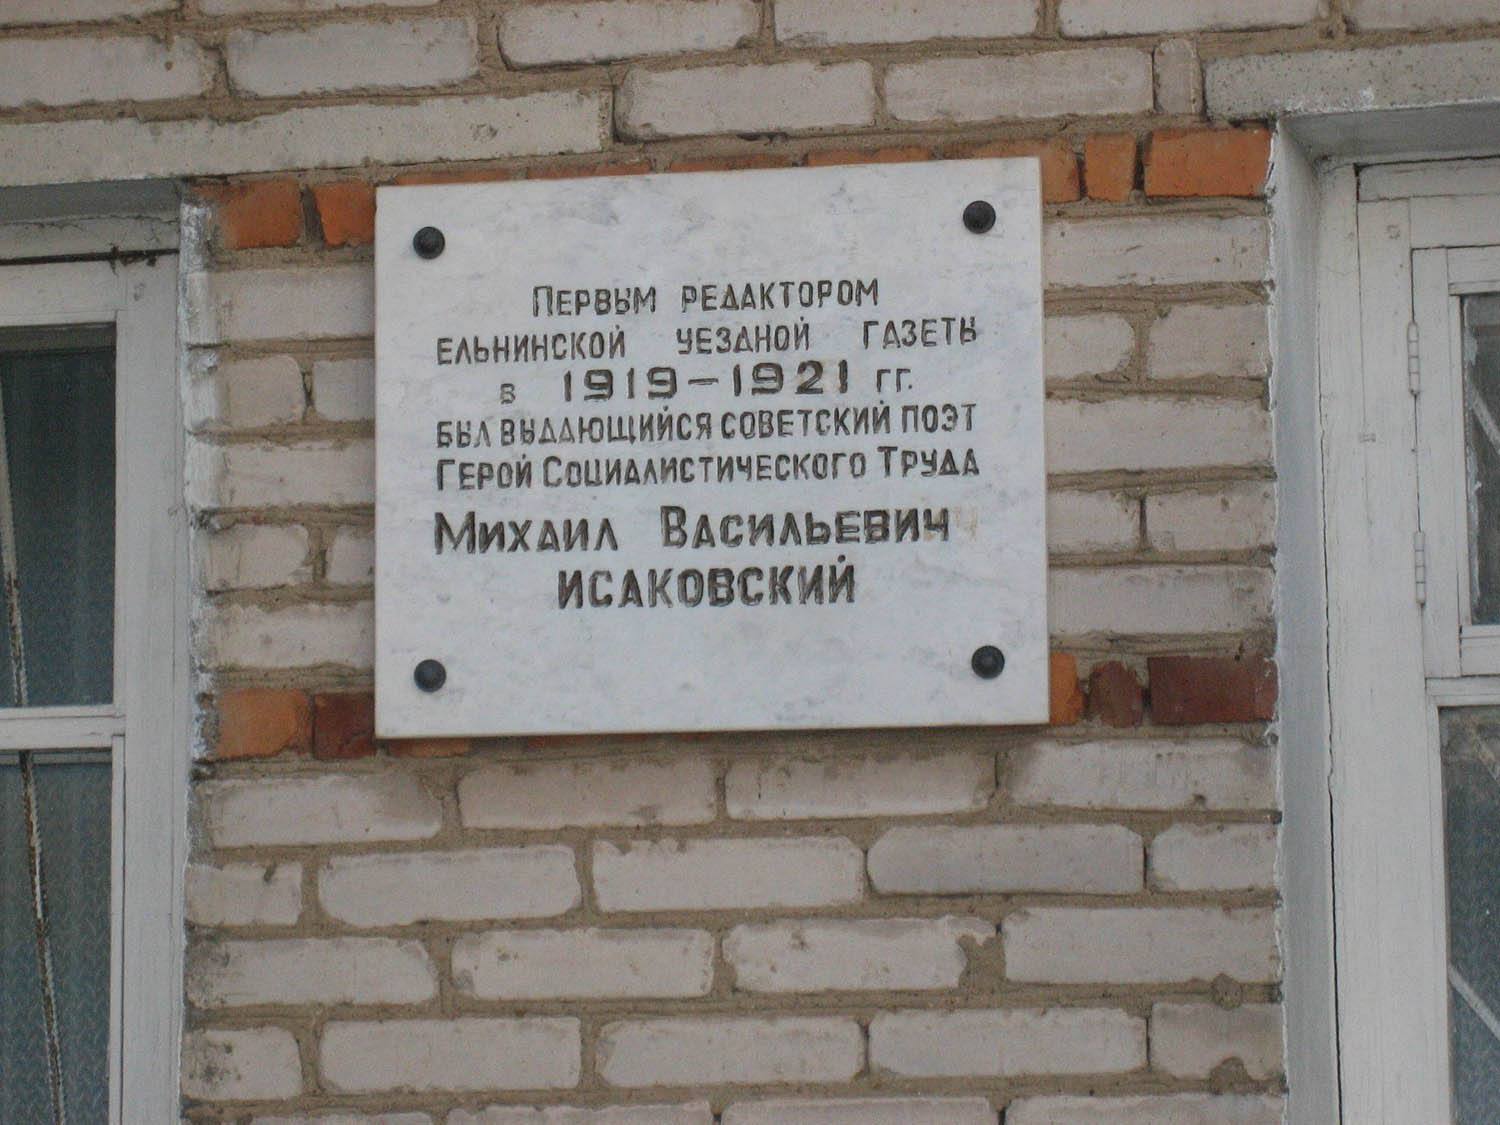 Первым редактором
ельнинской уездной газеты
в 1919-1921 гг.
был выдающийся советский поэт
Герой Социалистического Труда
Михаил Васильевич
ИСАКОВСКИЙ